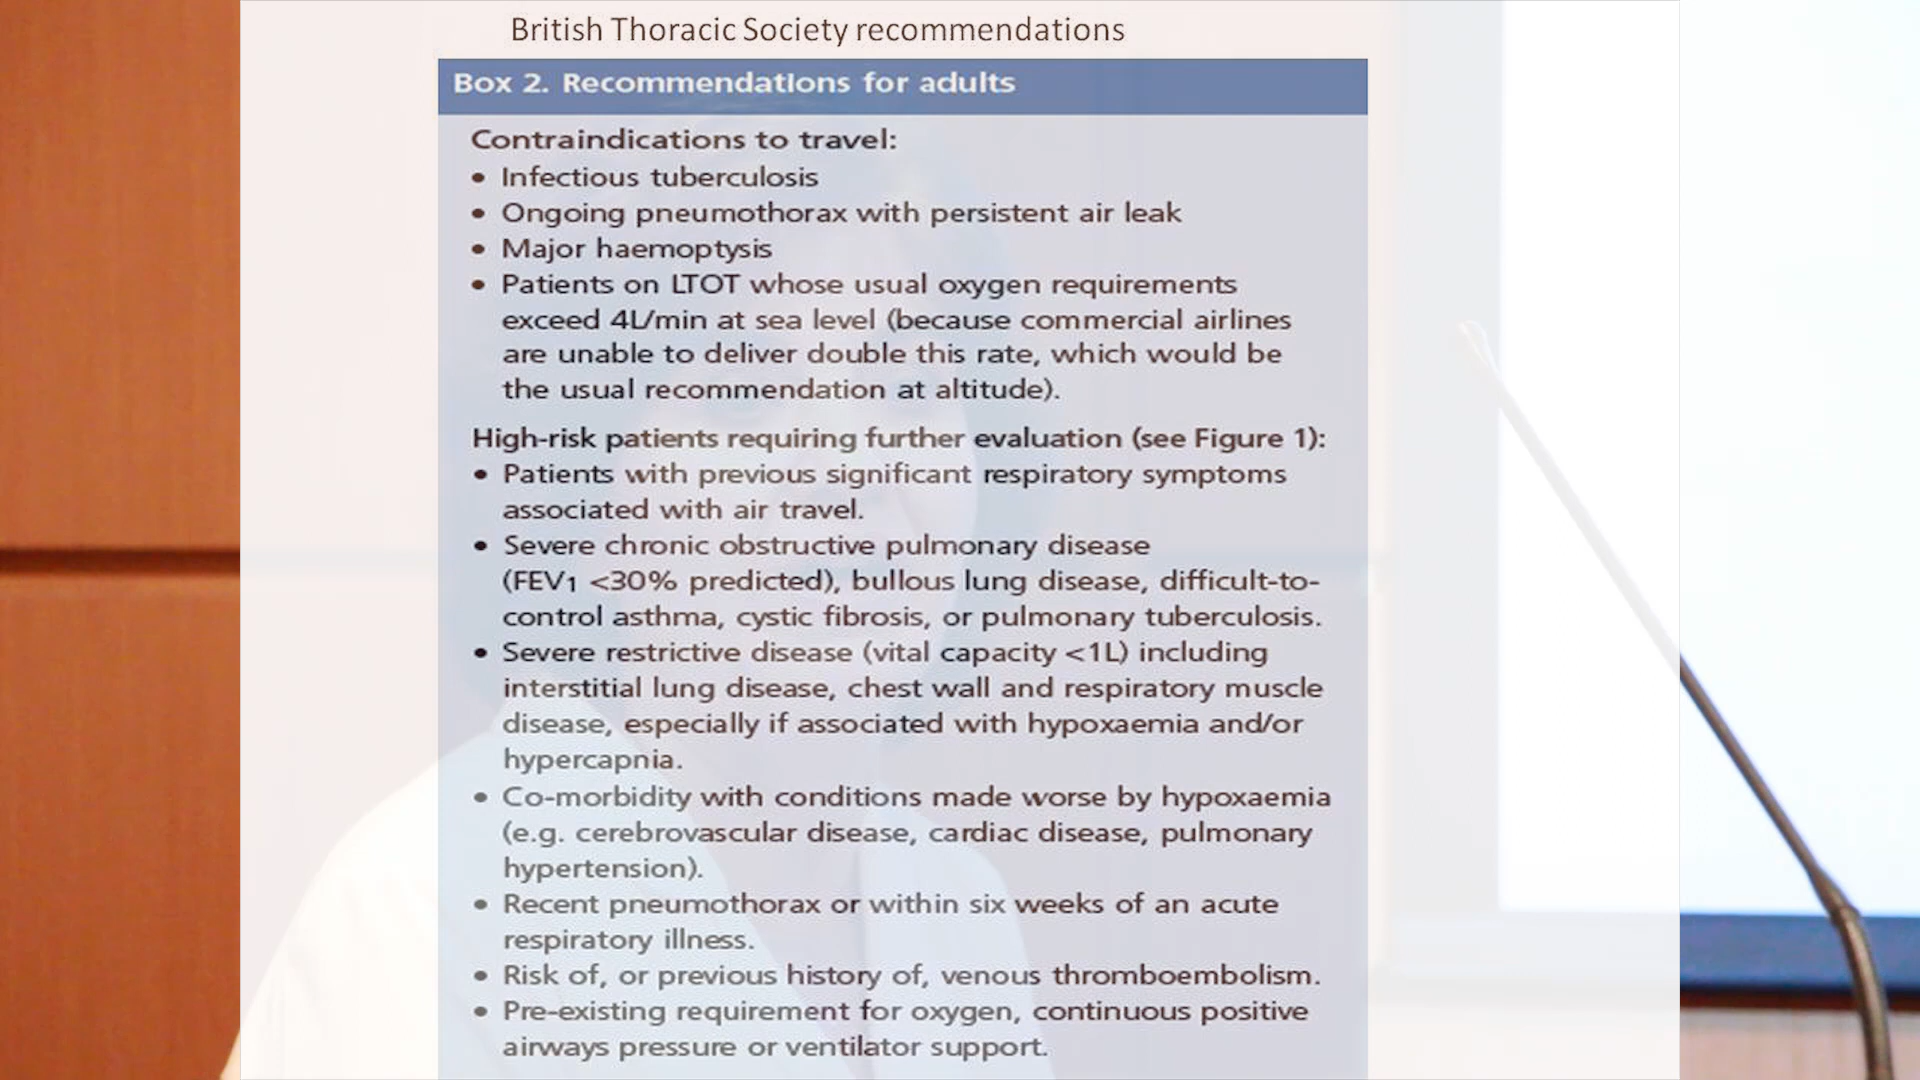 British Thoracic Society recommendations
Box 2. Recommendations for adults
Contraindications to travel:
• Infectious tuberculosis
• Ongoing pneumothorax with persistent air leak
• Major haemoptysis
• Patients on LTOT whose usual oxygen requirements
exceed 4L/min at sea level (because commercial airlines
are unable to deliver double this rate, which would be
the usual recommendation at altitude).
High-risk patients requiring further evaluation (see Figure 1):
• Patients with previous significant respiratory symptoms
associated with air travel.
• Severe chronic obstructive pulmonary disease
(FEV1 <30% predicted), bullous lung disease, difficult-to-
control asthma, cystic fibrosis, or pulmonary tuberculosis.
• Severe restrictive disease (vital capacity <1L) including
interstitial lung disease, chest wall and respiratory muscle
disease, especially if associated with hypoxaemia and/or
hypercapnia.
• Co-morbidity with conditions made worse by hypoxaemia
(e.g. cerebrovascular disease, cardiac disease, pulmonary
hypertension).
• Recent pneumothorax or within six weeks of an acute
respiratory illness.
• Risk of, or previous history of, venous thromboembolism.
• Pre-existing requirement for oxygen, continuous positive
airways pressure or ventilator support.